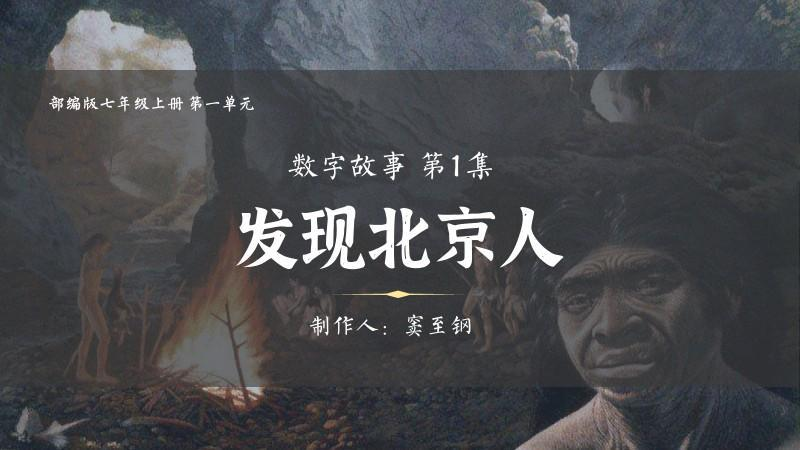 部编版七年级上册 第一单元
数字故事 第1集
发现北京人
制作人：窦至钢